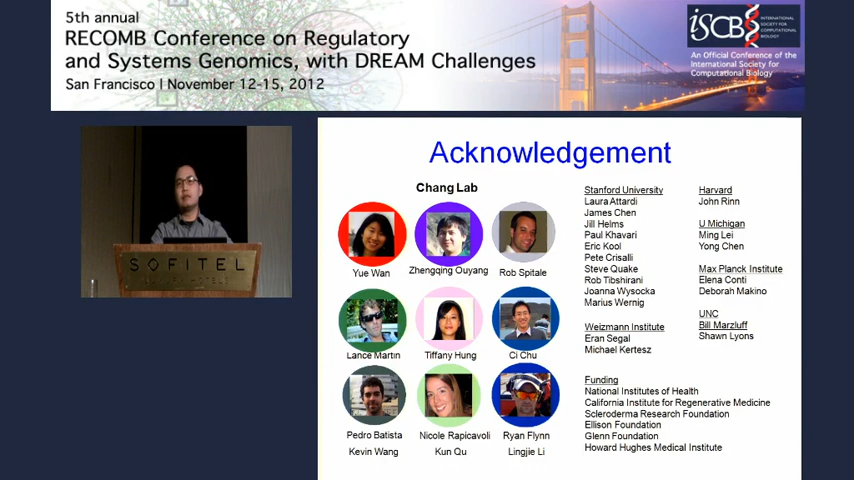 5th annual
RECOMB Conference on Regulatory
and Systems Genomics, with DREAM Challenges
San Francisco | November 12-15, 2012
iSCB
INTERNATIONAL
SOCIETY FOR
COMPUTATIONAL
BIOLOGY
An Official Conference of the
International Society for
Computational Biology
SOFITEL
Acknowledgement
Chang Lab
Yue Wan
Zhengqing Ouyang
Rob Spitale
Lance Martin
Tiffany Hung
Ci Chu
Pedro Batista
Nicole Rapicavoli
Ryan Flynn
Kevin Wang
Kun Qu
Lingjie Li
Stanford University
Laura Attardi
James Chen
Jill Helms
Paul Khavari
Eric Kool
Pete Crisalli
Steve Quake
Rob Tibshirani
Joanna Wysocka
Marius Wernig
Weizmann Institute
Eran Segal
Michael Kertesz
Harvard
John Rinn
U Michigan
Ming Lei
Yong Chen
Max Planck Institute
Elena Conti
Deborah Makino
UNC
Bill Marzluff
Shawn Lyons
Funding
National Institutes of Health
California Institute for Regenerative Medicine
Scleroderma Research Foundation
Ellison Foundation
Glenn Foundation
Howard Hughes Medical Institute